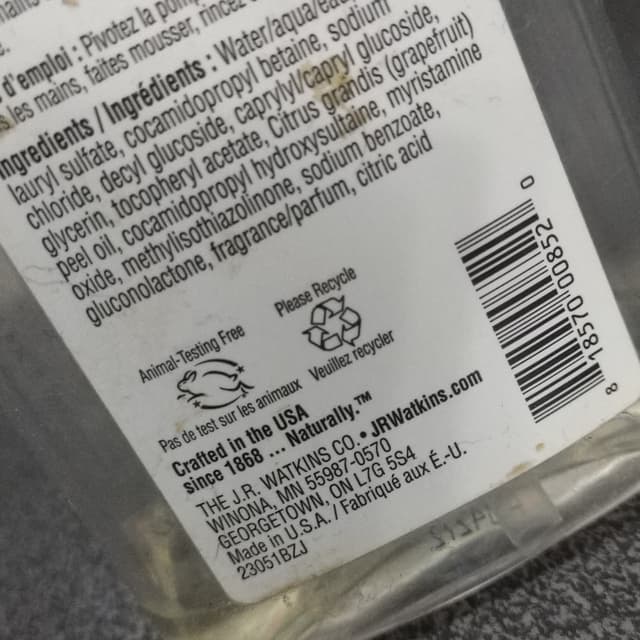 d'emploi : Pivotez la
les mains, faites mousser, rincez
Ingredients / Ingrédients : Water/aqua/eau, sodium
lauryl sulfate, cocamidopropyl betaine, sodium
chloride, decyl glucoside, caprylyl/capryl glucoside,
glycerin, tocopheryl acetate, Citrus grandis (grapefruit)
peel oil, cocamidopropyl hydroxysultaine, myristamine
oxide, methylisothiazolinone, sodium benzoate,
gluconolactone, fragrance/parfum, citric acid
Animal-Testing Free
Please Recycle
Pas de test sur les animaux
Veuillez recycler
Crafted in the USA
since 1868 ... Naturally.™
THE J.R. WATKINS CO • JRWatkins.com
WINONA, MN 55987-0570
GEORGETOWN, ON L7G 5S4
Made in U.S.A. / Fabriqué aux É.-U.
23051BZJ
8 18570 00852 0